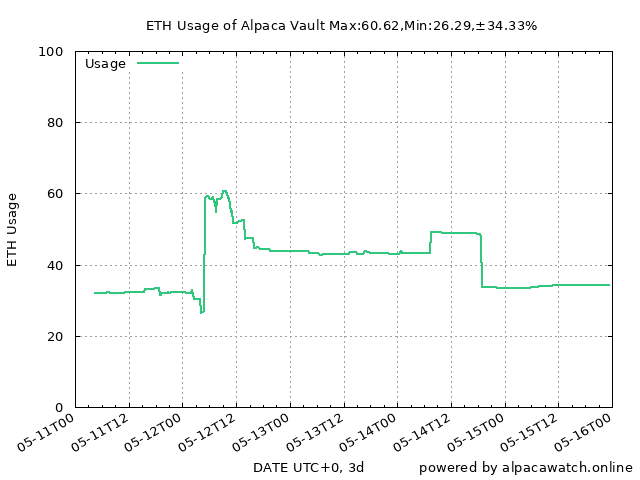 ETH Usage of Alpaca Vault Max:60.62,Min:26.29,±34.33%
Usage
100
80
60
40
20
0
ETH Usage
05-11T00
05-11T12
05-12T00
05-12T12
05-13T00
05-13T12
05-14T00
05-14T12
05-15T00
05-15T12
05-16T00
DATE UTC+0, 3d
powered by alpacawatch.online